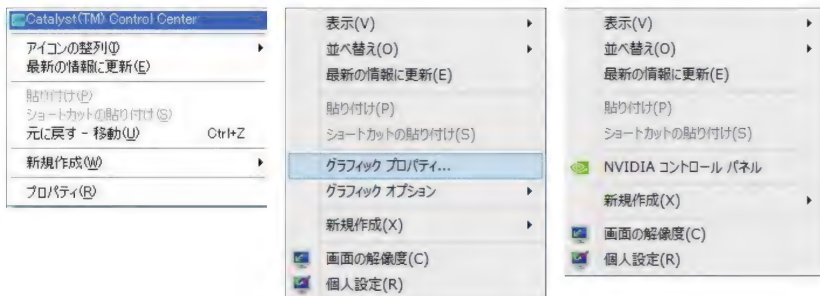 Catalyst(TM) Control Center
アイコンの整列(I)
最新の情報に更新(E)
貼り付け(P)
ショートカットの貼り付け(S)
元に戻す - 移動(U) Ctrl+Z
新規作成(W)
プロパティ(R)
表示(V)
並べ替え(O)
最新の情報に更新(E)
貼り付け(P)
ショートカットの貼り付け(S)
グラフィック プロパティ...
グラフィック オプション
新規作成(X)
画面の解像度(C)
個人設定(R)
表示(V)
並べ替え(O)
最新の情報に更新(E)
貼り付け(P)
ショートカットの貼り付け(S)
NVIDIA コントロール パネル
新規作成(X)
画面の解像度(C)
個人設定(R)